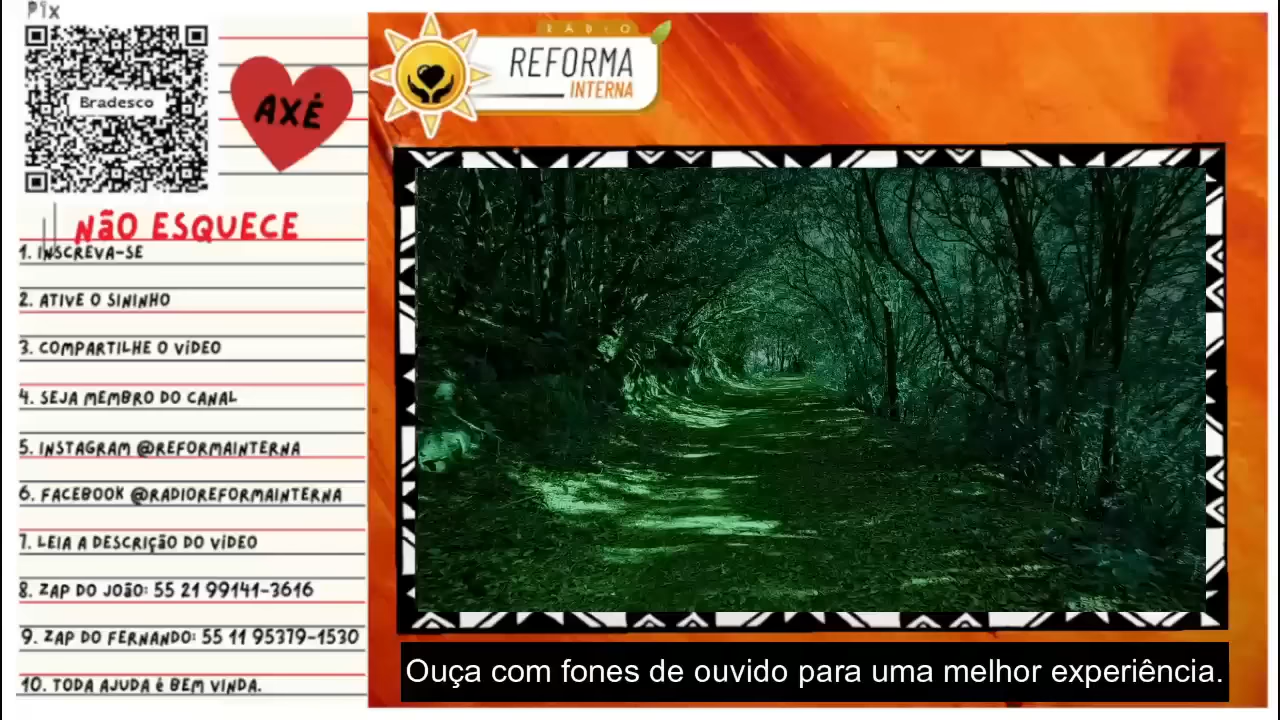 Pix
Bradesco
AXÉ
NãO ESQUECE
1. INSCREVA-SE
2. ATIVE O SININHO
3. COMPARTILHE O VíDEO
4. SEJA MEMBRO DO CANAL
5. INSTAGRAM @REFORMAINTERNA
6. FACEBOOK @RADIOREFORMAINTERNA
7. LEIA A DESCRIçãO DO VíDEO
8. ZAP DO JOãO: 55 21 99141-3616
9. ZAP DO FERNANDO: 55 11 95379-1530
10. TODA AJUDA é BEM VINDA.
RÁDIO
REFORMA
INTERNA
Ouça com fones de ouvido para uma melhor experiência.